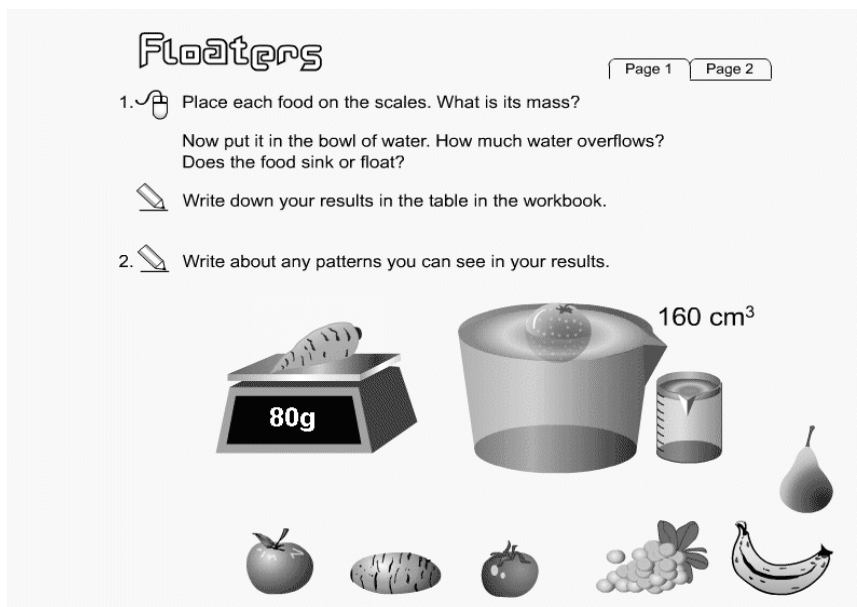 Floaters
Page 1 Page 2
1. Place each food on the scales. What is its mass?
Now put it in the bowl of water. How much water overflows?
Does the food sink or float?
Write down your results in the table in the workbook.
2. Write about any patterns you can see in your results.
160 cm³
80g